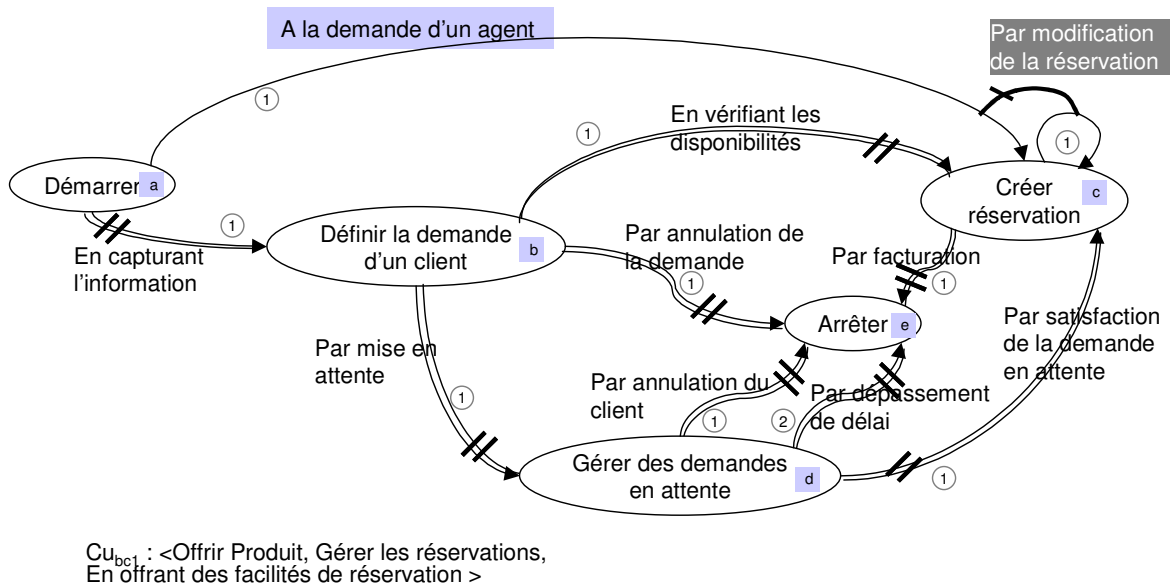 A la demande d’un agent
Par modification
de la réservation
1
En vérifiant les
disponibilités
1
1
Démarrer
a
Créer
réservation
c
1
En capturant
l’information
Définir la demande
d’un client
b
Par annulation de
la demande
1
Par facturation
1
Arrêter
e
Par satisfaction
de la demande
en attente
Par mise en
attente
1
Par annulation du
client
1
2
Par dépassement
de délai
Gérer des demandes
en attente
d
1
Cubc1 : <Offrir Produit, Gérer les réservations,
En offrant des facilités de réservation >